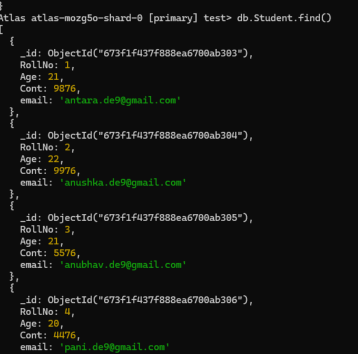 }
Atlas atlas-mozg5o-shard-0 [primary] test> db.Student.find()
[
  {
    _id: ObjectId("673f1f437f888ea6700ab303"),
    RollNo: 1,
    Age: 21,
    Cont: 9876,
    email: 'antara.de9@gmail.com'
  },
  {
    _id: ObjectId("673f1f437f888ea6700ab304"),
    RollNo: 2,
    Age: 22,
    Cont: 9976,
    email: 'anushka.de9@gmail.com'
  },
  {
    _id: ObjectId("673f1f437f888ea6700ab305"),
    RollNo: 3,
    Age: 21,
    Cont: 5576,
    email: 'anubhav.de9@gmail.com'
  },
  {
    _id: ObjectId("673f1f437f888ea6700ab306"),
    RollNo: 4,
    Age: 20,
    Cont: 4476,
    email: 'pani.de9@gmail.com'